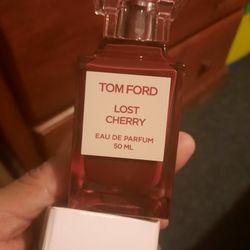 TOM FORD
LOST
CHERRY
EAU DE PARFUM
50 ML